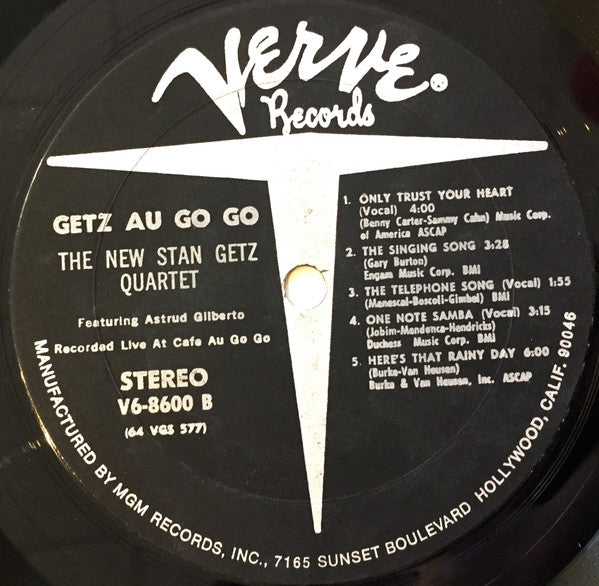 Verve®
Records
GETZ AU GO GO
THE NEW STAN GETZ
QUARTET
Featuring Astrud Gilberto
Recorded Live At Cafe Au Go Go
STEREO
V6-8600 B
(64 VGS 577)
1. ONLY TRUST YOUR HEART
(Vocal) 4:00
(Benny Carter-Sammy Cahn) Music Corp.
of America ASCAP
2. THE SINGING SONG 3:28
(Gary Burton)
Engam Music Corp. BMI
3. THE TELEPHONE SONG (Vocal) 1:55
(Menescal-Boscoli-Gimbel) BMI
4. ONE NOTE SAMBA (Vocal) 3:15
(Jobim-Mendonca-Hendricks)
Duchess Music Corp. BMI
5. HERE'S THAT RAINY DAY 6:00
(Burke-Van Heusen)
Burke & Van Heusen, Inc. ASCAP
MANUFACTURED BY MGM RECORDS, INC., 7165 SUNSET BOULEVARD HOLLYWOOD, CALIF. 90046